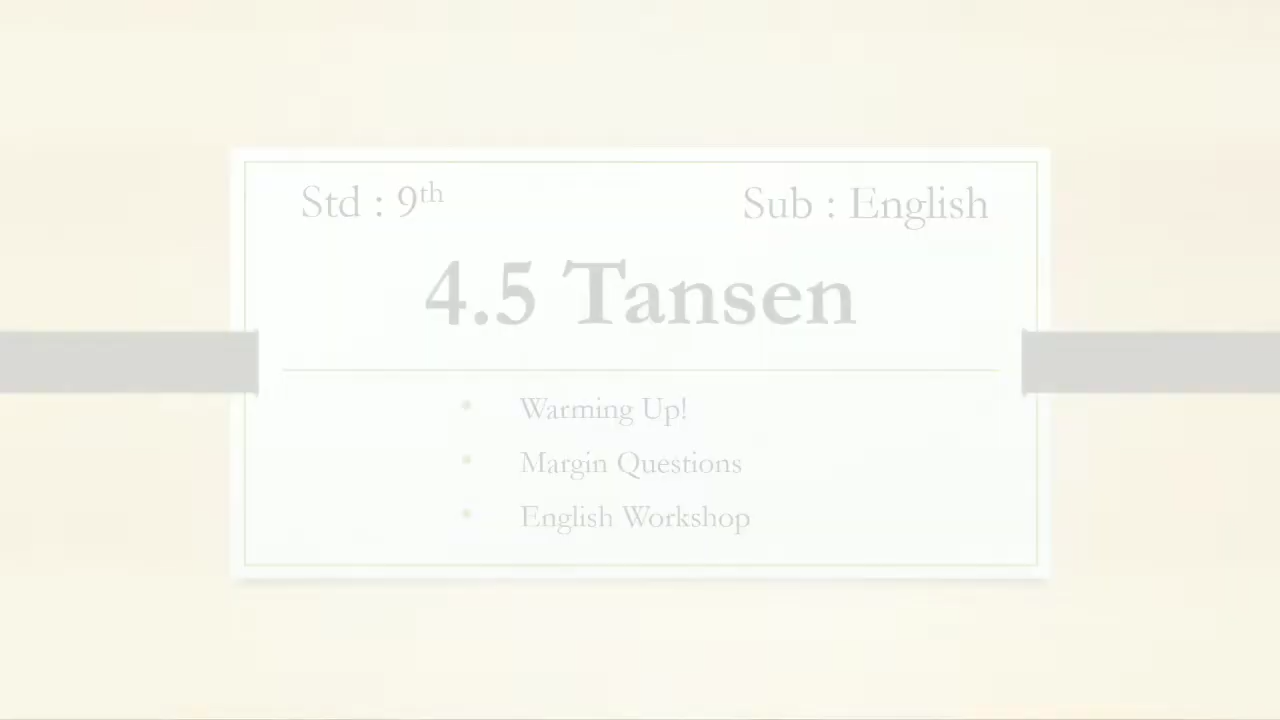 Std : 9th Sub : English
4.5 Tansen
• Warming Up!
• Margin Questions
• English Workshop